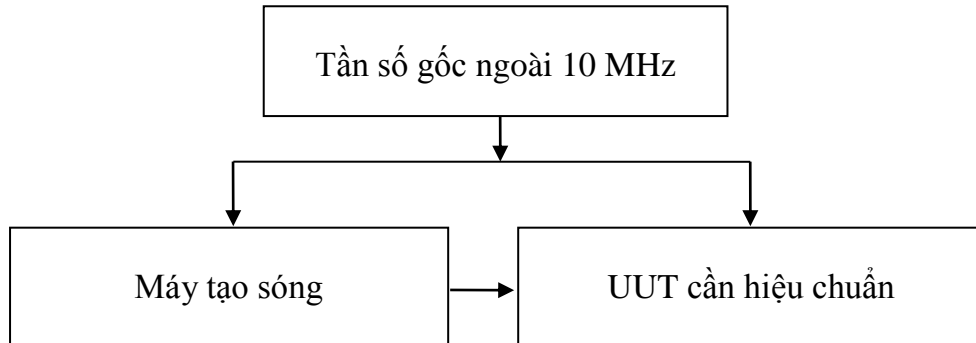 Tần số gốc ngoài 10 MHz
Máy tạo sóng
UUT cần hiệu chuẩn